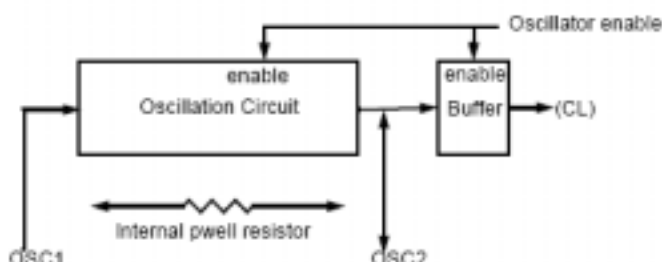 Oscillator enable
enable
enable
Oscillation Circuit
Buffer
(CL)
Internal pwell resistor
OSC1
OSC2